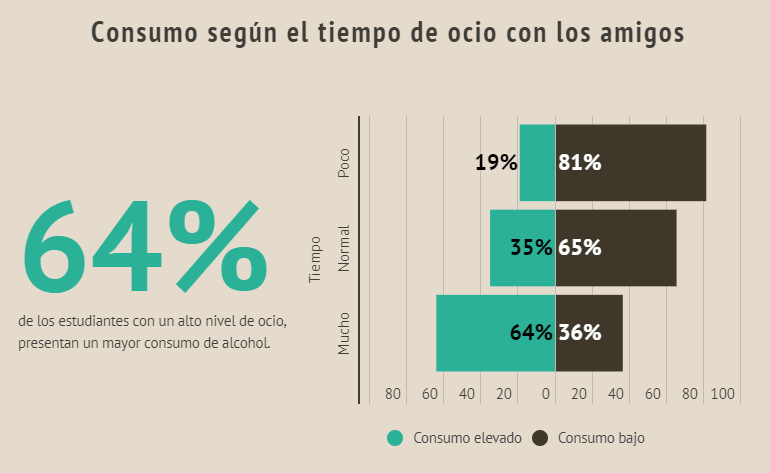 Consumo según el tiempo de ocio con los amigos
64%
de los estudiantes con un alto nivel de ocio,
presentan un mayor consumo de alcohol.
Tiempo
Poco
19% 81%
Normal
35% 65%
Mucho
64% 36%
80 60 40 20 0 20 40 60 80 100
Consumo elevado Consumo bajo